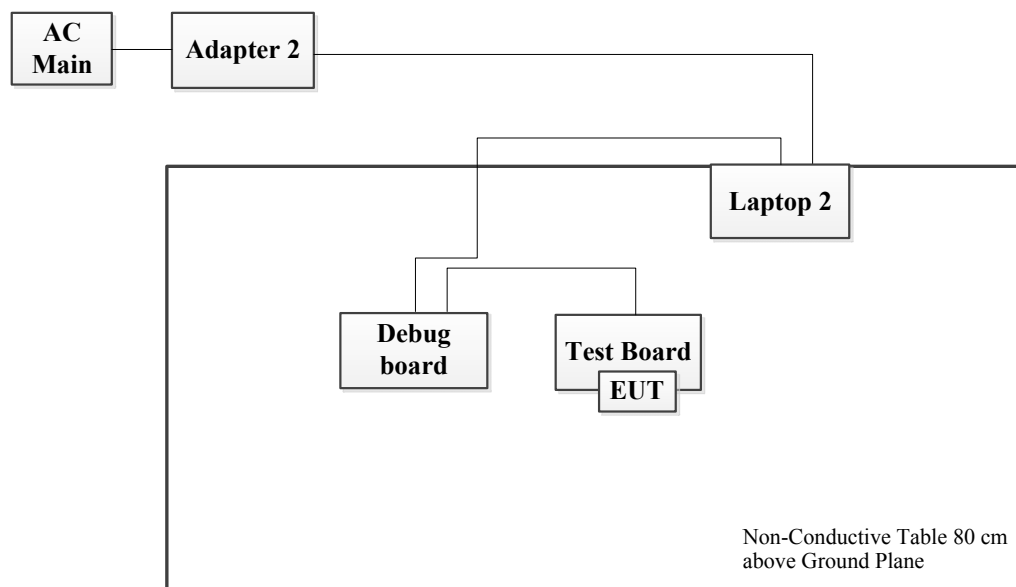 AC
Main
Adapter 2
Laptop 2
Debug
board
Test Board
EUT
Non-Conductive Table 80 cm
above Ground Plane